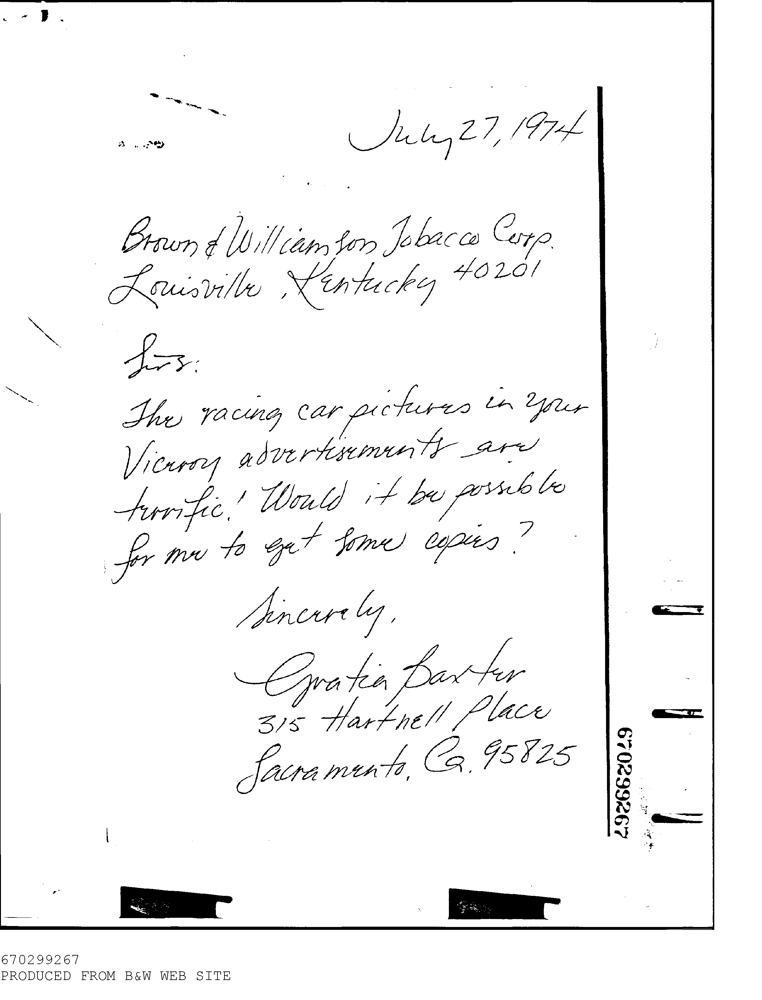 July 27, 1974
Brown & Williamson Tobacco Corp.
Louisville, Kentucky 40201
Sirs:
The racing car pictures in your
Viceroy advertisements are
terrific! Would it be possible
for me to get some copies?
Sincerely,
Gratia Baxter
315 Hartnell Place
Sacramento, Ca. 95825
670299267
670299267
PRODUCED FROM B&W WEB SITE